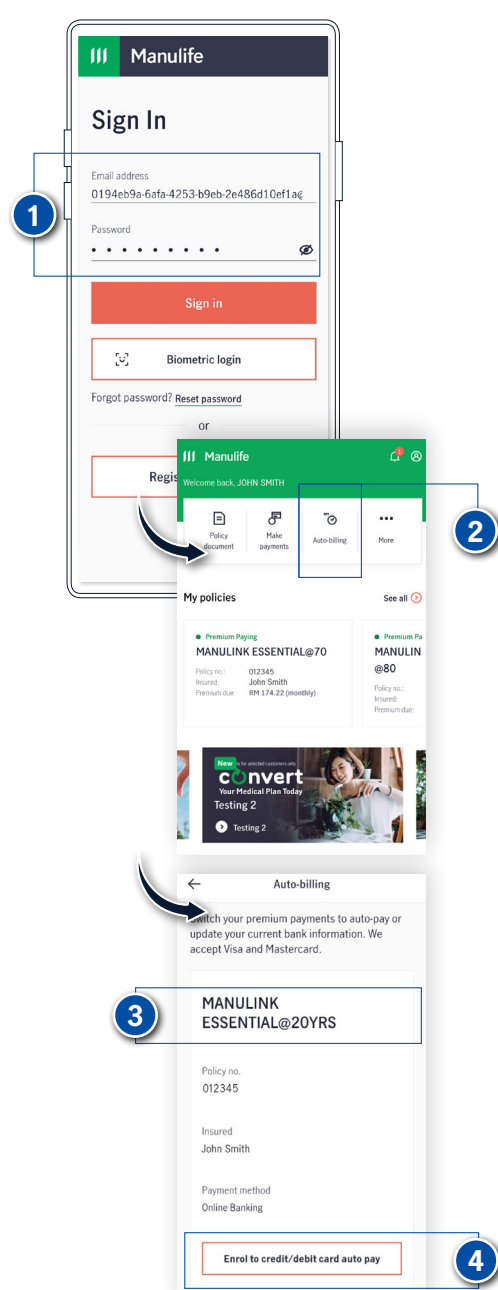 Manulife
Sign In
Email address
0194eb9a-6afa-4253-b9eb-2e486d10ef1a
Password
1
Sign in
Biometric login
Forgot password? Reset password
or
Regis
Manulife
1
Welcome back, JOHN SMITH
Policy document
Make payments
Auto-billing
More
2
My policies
See all
Premium Paying
MANULINK ESSENTIAL@70
Policy no.: 012345
Insured: John Smith
Premium due: RM 174.22 (monthly)
Premium Pa
MANULIN
@80
Policy no.:
Insured:
Premium due:
New
for selected customers only
convert
Your Medical Plan Today
Testing 2
Testing 2
Auto-billing
Switch your premium payments to auto-pay or
update your current bank information. We
accept Visa and Mastercard.
3
MANULINK
ESSENTIAL@20YRS
Policy no.
012345
Insured
John Smith
Payment method
Online Banking
Enrol to credit/debit card auto pay
4